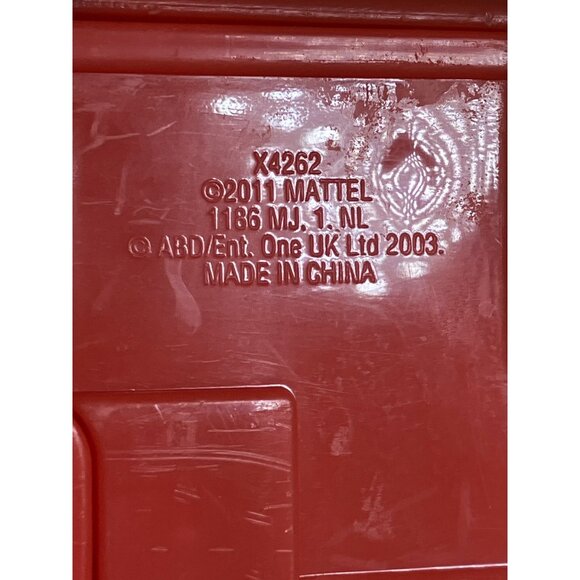 X4262
©2011 MATTEL
1186 MJ, 1, NL
© ABD/Ent. One UK Ltd 2003.
MADE IN CHINA